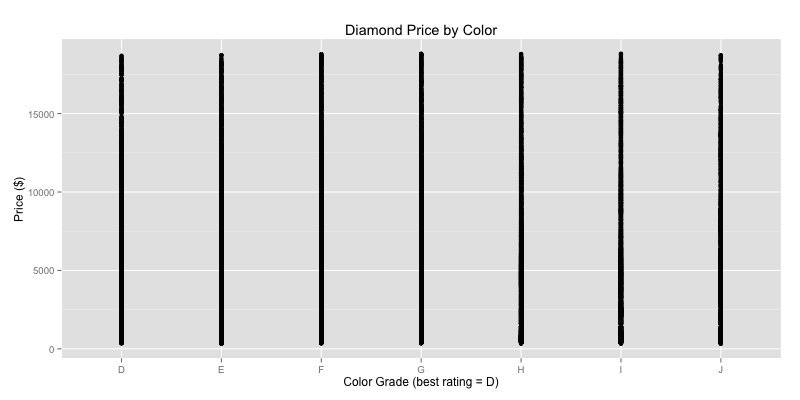 Diamond Price by Color
Price ($)
15000
10000
5000
0
D E F G H I J
Color Grade (best rating = D)